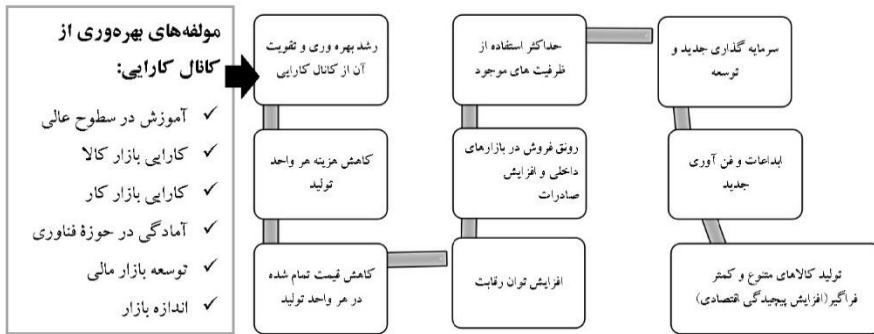 مولفه‌های بهره‌وری از
کانال کارایی:
✓ آموزش در سطوح عالی
✓ کارایی بازار کالا
✓ کارایی بازار کار
✓ آمادگی در حوزهٔ فناوری
✓ توسعه بازار مالی
✓ اندازه بازار
رشد بهره وری و تقویت
آن از کانال کارایی
کاهش هزینه هر واحد
تولید
کاهش قیمت تمام شده
در هر واحد تولید
افزایش توان رقابت
رونق فروش در بازارهای
داخلی و افزایش
صادرات
حداکثر استفاده از
ظرفیت های موجود
سرمایه گذاری جدید و
توسعه
ابداعات و فن آوری
جدید
تولید کالاهای متنوع و کمتر
فراگیر(افزایش پیچیدگی اقتصادی)